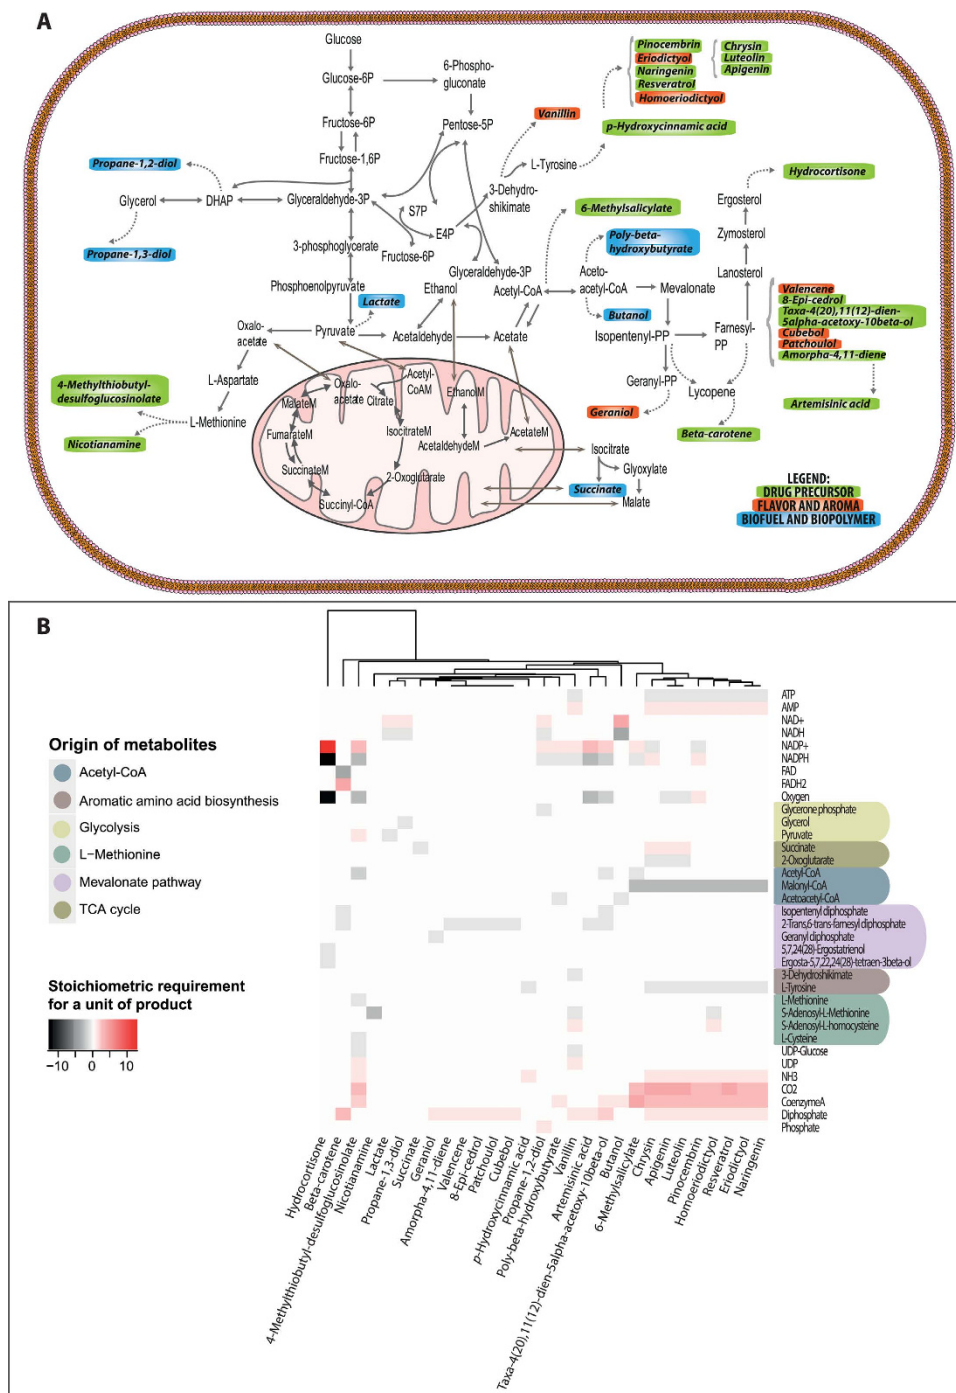 A
Glucose
Glucose-6P
6-Phospho-
gluconate
Fructose-6P
Pentose-5P
Fructose-1,6P
Propane-1,2-diol
Glycerol
DHAP
Glyceraldehyde-3P
S7P
E4P
Propane-1,3-diol
3-phosphoglycerate
Fructose-6P
Glyceraldehyde-3P
Phosphoenolpyruvate
Ethanol
Acetyl-CoA
Lactate
Oxalo-
acetate
Pyruvate
Acetaldehyde
Acetate
Vanillin
L-Tyrosine
3-Dehydro-
shikimate
Pinocembrin
Eriodictyol
Naringenin
Resveratrol
Homoeriodictyol
Chrysin
Luteolin
Apigenin
p-Hydroxycinnamic acid
Hydrocortisone
6-Methylsalicylate
Ergosterol
Poly-beta-
hydroxybutyrate
Zymosterol
Aceto-
acetyl-CoA
Mevalonate
Lanosterol
Butanol
Isopentenyl-PP
Farnesyl-
PP
Valencene
8-Epi-cedrol
Taxa-4(20),11(12)-dien-
5alpha-acetoxy-10beta-ol
Cubebol
Patchoulol
Amorpha-4,11-diene
Geranyl-PP
Lycopene
Artemisinic acid
Geraniol
Beta-carotene
L-Aspartate
4-Methylthiobutyl-
desulfoglucosinolate
L-Methionine
Nicotianamine
Oxalo-
acetate
Acetyl-
CoAM
Citrate
EthanolM
MalateM
FumarateM
IsocitrateM
AcetaldehydeM
AcetateM
SuccinateM
2-Oxoglutarate
Succinyl-CoA
Isocitrate
Glyoxylate
Succinate
Malate
LEGEND:
DRUG PRECURSOR
FLAVOR AND AROMA
BIOFUEL AND BIOPOLYMER
B
Origin of metabolites
Acetyl-CoA
Aromatic amino acid biosynthesis
Glycolysis
L−Methionine
Mevalonate pathway
TCA cycle
Stoichiometric requirement
for a unit of product
−10 0 10
ATP
AMP
NAD+
NADH
NADP+
NADPH
FAD
FADH2
Oxygen
Glycerone phosphate
Glycerol
Pyruvate
Succinate
2-Oxoglutarate
Acetyl-CoA
Malonyl-CoA
Acetoacetyl-CoA
Isopentenyl diphosphate
2-Trans,6-trans-farnesyl diphosphate
Geranyl diphosphate
5,7,24(28)-Ergostatrienol
Ergosta-5,7,22,24(28)-tetraen-3beta-ol
3-Dehydroshikimate
L-Tyrosine
L-Methionine
S-Adenosyl-L-Methionine
S-Adenosyl-L-homocysteine
L-Cysteine
UDP-Glucose
UDP
NH3
CO2
CoenzymeA
Diphosphate
Phosphate
Hydrocortisone
Beta-carotene
4-Methylthiobutyl-desulfoglucosinolate
Nicotianamine
Lactate
Propane-1,3-diol
Succinate
Geraniol
Amorpha-4,11-diene
Valencene
8-Epi-cedrol
Patchoulol
Cubebol
p-Hydroxycinnamic acid
Propane-1,2-diol
Poly-beta-hydroxybutyrate
Vanillin
Artemisinic acid
Taxa-4(20),11(12)-dien-5alpha-acetoxy-10beta-ol
Butanol
6-Methylsalicylate
Chrysin
Apigenin
Luteolin
Pinocembrin
Homoeriodictyol
Resveratrol
Eriodictyol
Naringenin